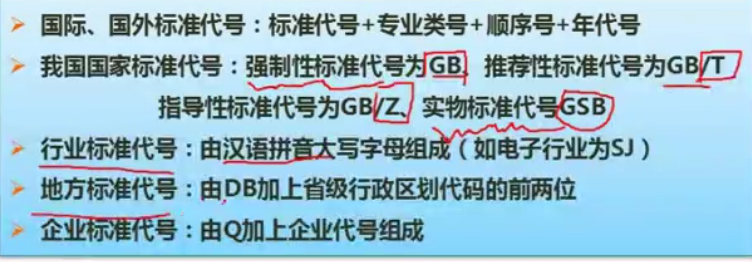 国际、国外标准代号：标准代号+专业类号+顺序号+年代号
我国国家标准代号：强制性标准代号为GB、推荐性标准代号为GB/T
指导性标准代号为GB/Z、实物标准代号GSB
行业标准代号：由汉语拼音大写字母组成（如电子行业为SJ）
地方标准代号：由DB加上省级行政区划代码的前两位
企业标准代号：由Q加上企业代号组成